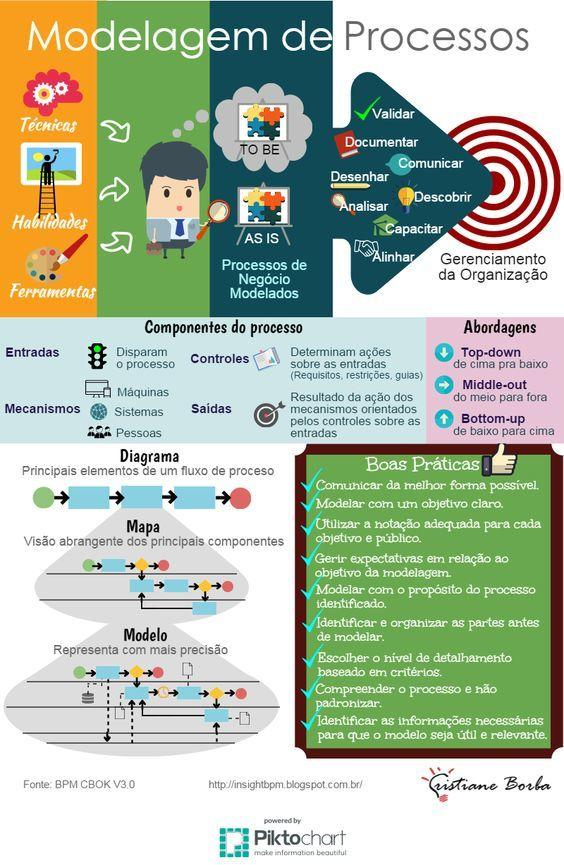 Modelagem de Processos
Técnicas
Habilidades
Ferramentas
TO BE
AS IS
Processos de
Negócio
Modelados
Validar
Documentar
Comunicar
Desenhar
Descobrir
Analisar
Capacitar
Alinhar
Gerenciamento
da Organização
Componentes do processo
Entradas
Disparam
o processo
Controles
Determinam ações
sobre as entradas
(Requisitos, restrições, guias)
Mecanismos
Máquinas
Sistemas
Pessoas
Saídas
Resultado da ação dos
mecanismos orientados
pelos controles sobre as
entradas
Abordagens
Top-down
de cima pra baixo
Middle-out
do meio para fora
Bottom-up
de baixo para cima
Diagrama
Principais elementos de um fluxo de proceso
Mapa
Visão abrangente dos principais componentes
Modelo
Representa com mais precisão
Boas Práticas
Comunicar da melhor forma possível.
Modelar com um objetivo claro.
Utilizar a notação adequada para cada
objetivo e público.
Gerir expectativas em relação ao
objetivo da modelagem.
Modelar com o propósito do processo
identificado.
Identificar e organizar as partes antes
de modelar.
Escolher o nível de detalhamento
baseado em critérios.
Compreender o processo e não
padronizar.
Identificar as informações necessárias
para que o modelo seja útil e relevante.
Fonte: BPM CBOK V3.0
http://insightbpm.blogspot.com.br/
Cristiane Borba
powered by
Piktochart
make information beautiful